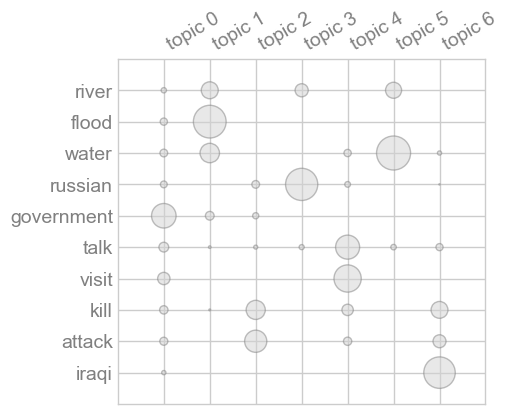 topic 0
topic 1
topic 2
topic 3
topic 4
topic 5
topic 6
river
flood
water
russian
government
talk
visit
kill
attack
iraqi